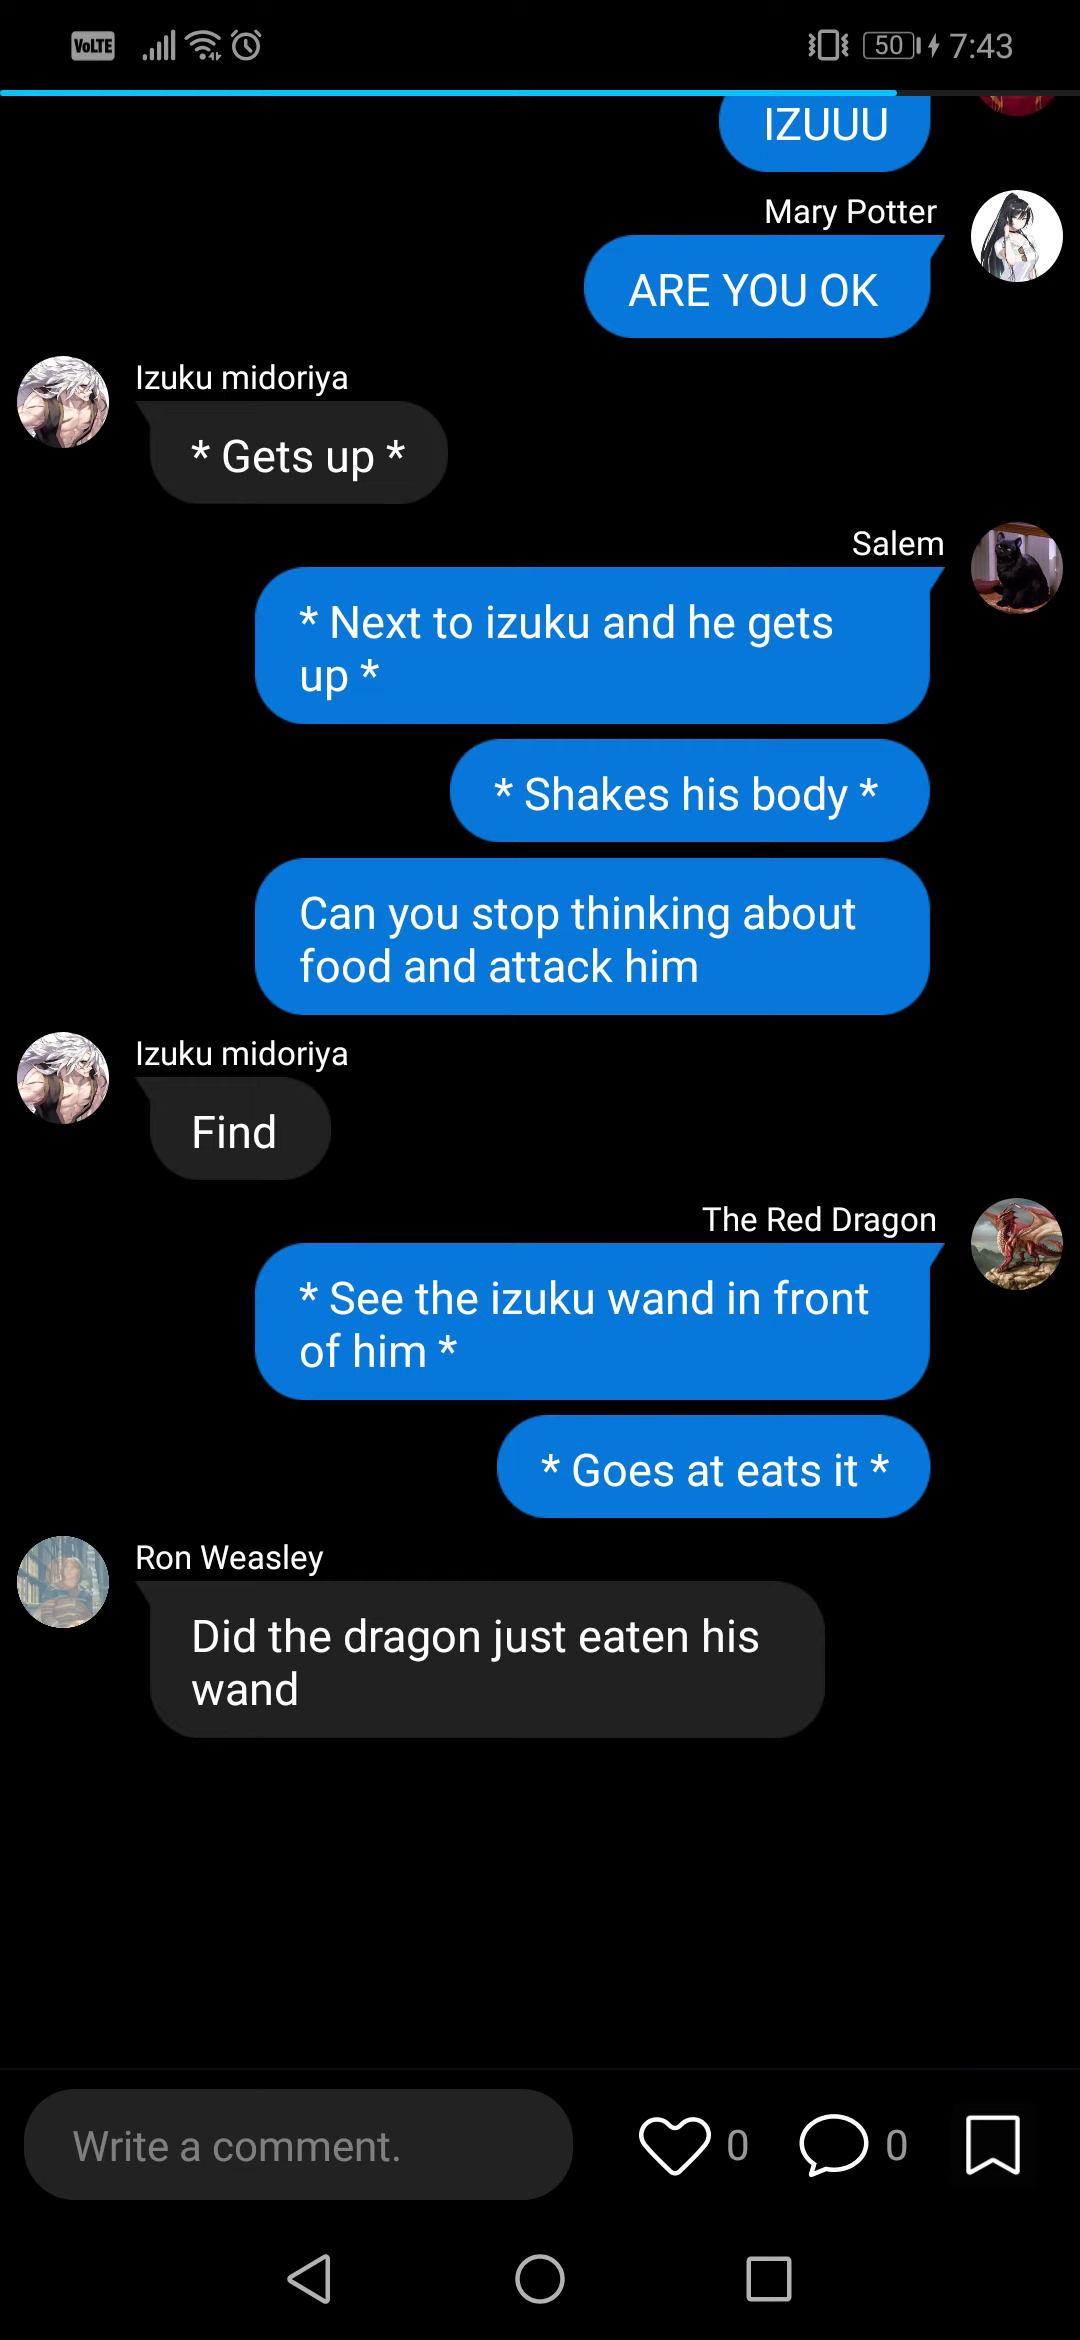 VoLTE 50 7:43
IZUUU
Mary Potter
ARE YOU OK
Izuku midoriya
* Gets up *
Salem
* Next to izuku and he gets
up *
* Shakes his body *
Can you stop thinking about
food and attack him
Izuku midoriya
Find
The Red Dragon
* See the izuku wand in front
of him *
* Goes at eats it *
Ron Weasley
Did the dragon just eaten his
wand
Write a comment. 0 0